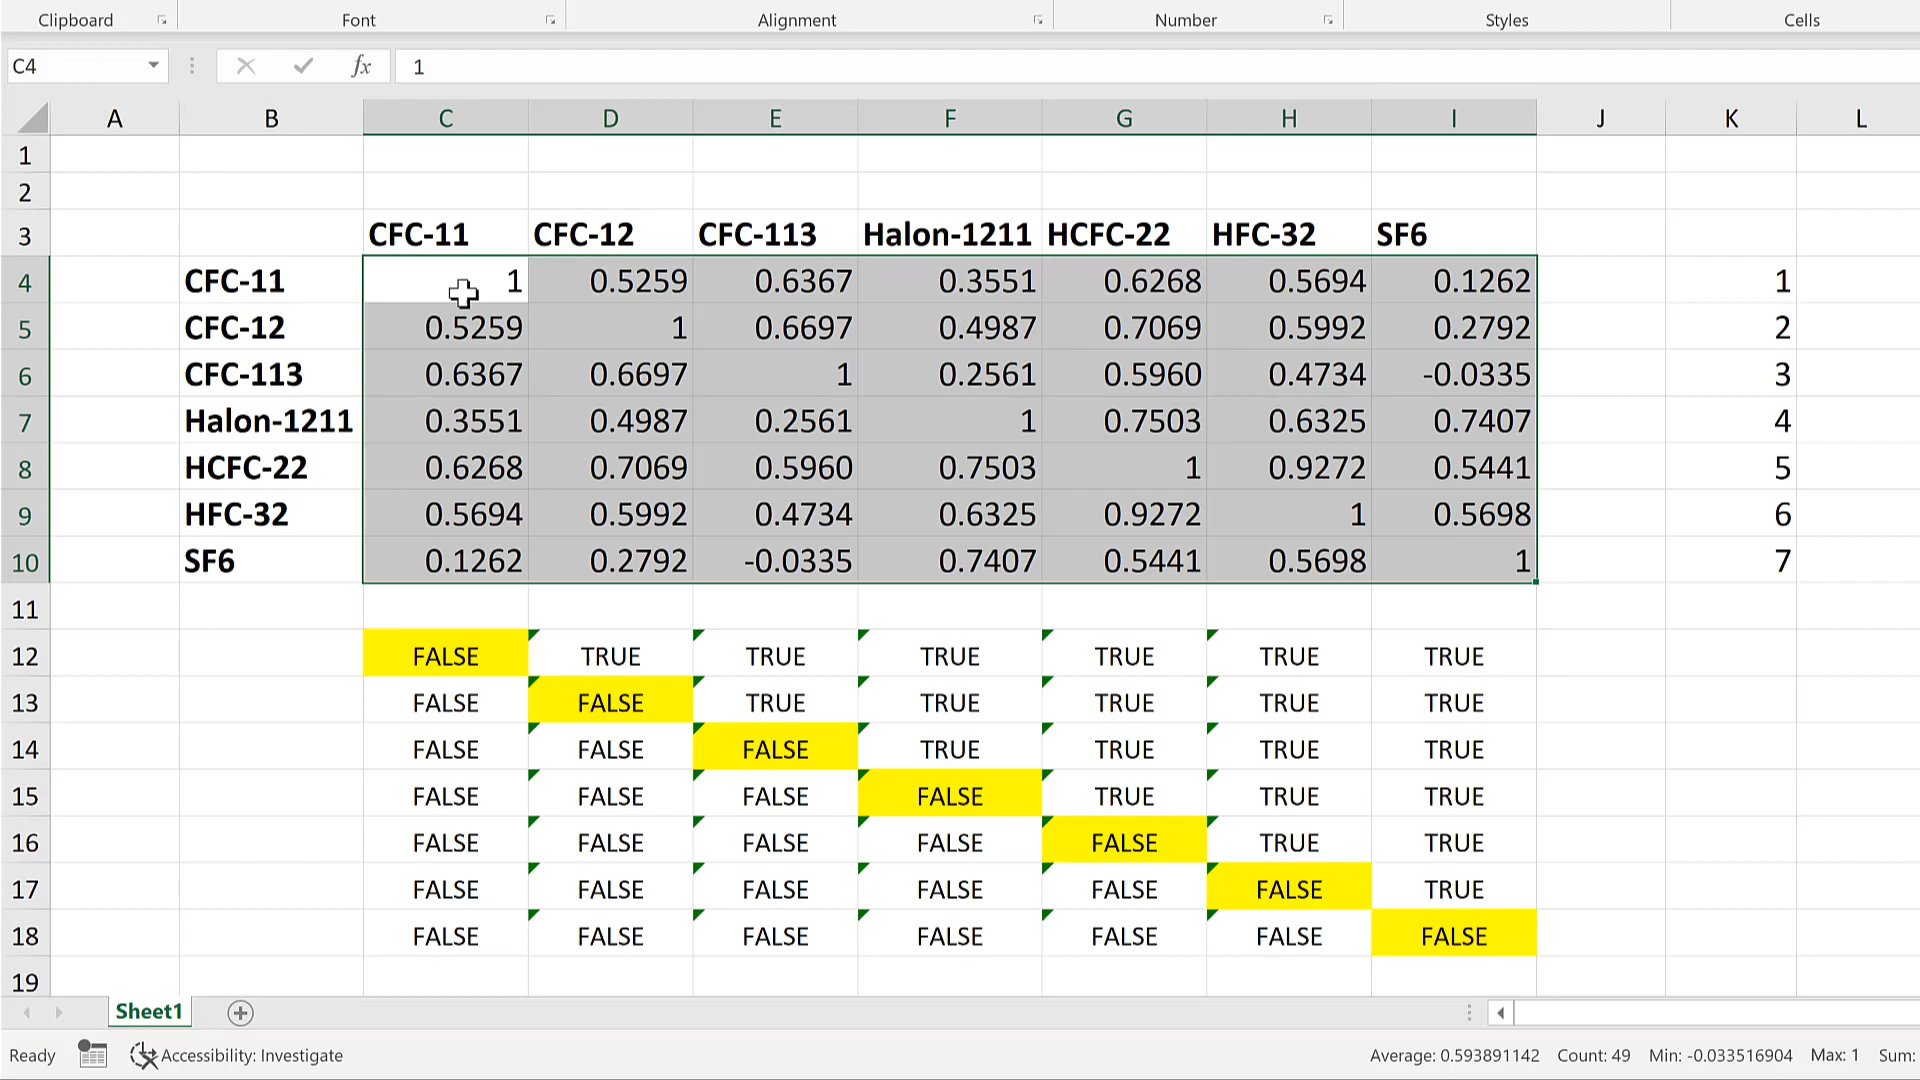 Clipboard Font Alignment Number Styles Cells
C4 fx 1
A B C D E F G H I J K L
1
2
3 CFC-11 CFC-12 CFC-113 Halon-1211 HCFC-22 HFC-32 SF6
4 CFC-11 1 0.5259 0.6367 0.3551 0.6268 0.5694 0.1262 1
5 CFC-12 0.5259 1 0.6697 0.4987 0.7069 0.5992 0.2792 2
6 CFC-113 0.6367 0.6697 1 0.2561 0.5960 0.4734 -0.0335 3
7 Halon-1211 0.3551 0.4987 0.2561 1 0.7503 0.6325 0.7407 4
8 HCFC-22 0.6268 0.7069 0.5960 0.7503 1 0.9272 0.5441 5
9 HFC-32 0.5694 0.5992 0.4734 0.6325 0.9272 1 0.5698 6
10 SF6 0.1262 0.2792 -0.0335 0.7407 0.5441 0.5698 1 7
11
12 FALSE TRUE TRUE TRUE TRUE TRUE TRUE
13 FALSE FALSE TRUE TRUE TRUE TRUE TRUE
14 FALSE FALSE FALSE TRUE TRUE TRUE TRUE
15 FALSE FALSE FALSE FALSE TRUE TRUE TRUE
16 FALSE FALSE FALSE FALSE FALSE TRUE TRUE
17 FALSE FALSE FALSE FALSE FALSE FALSE TRUE
18 FALSE FALSE FALSE FALSE FALSE FALSE FALSE
19
Sheet1
Ready Accessibility: Investigate Average: 0.593891142 Count: 49 Min: -0.033516904 Max: 1 Sum: